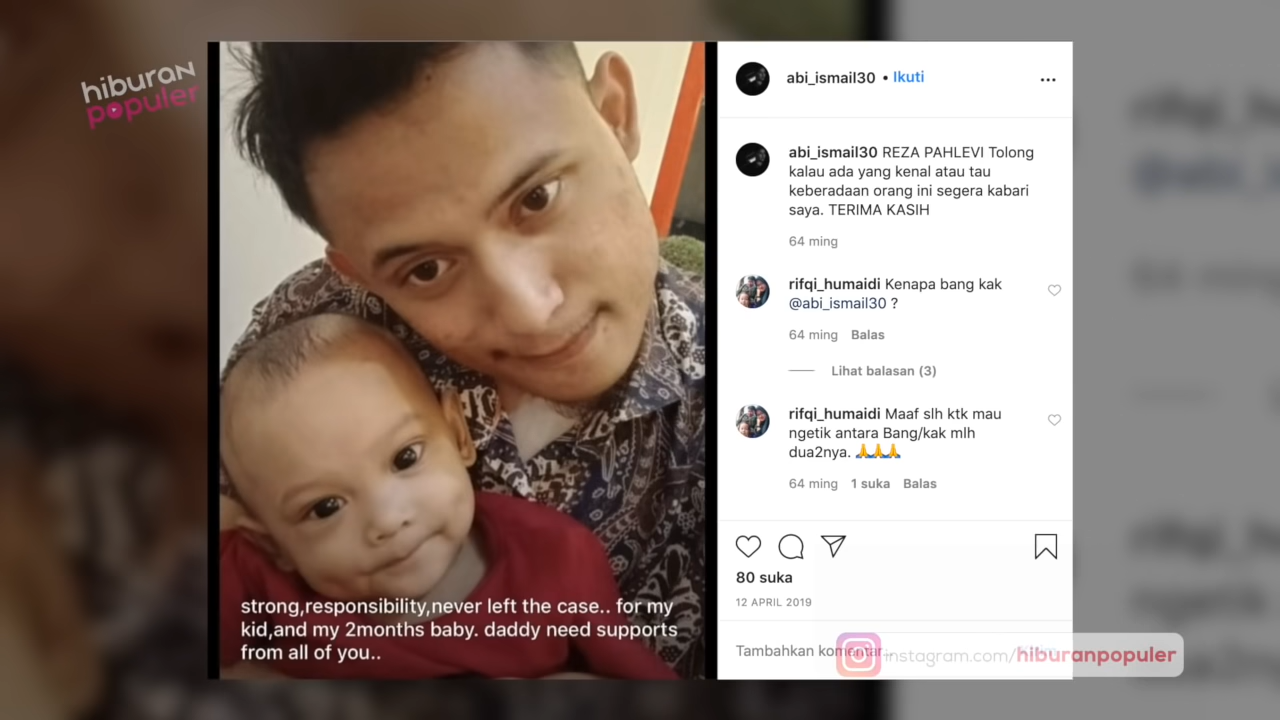 hiburan
populer
abi_ismail30 • Ikuti
abi_ismail30 REZA PAHLEVI Tolong
kalau ada yang kenal atau tau
keberadaan orang ini segera kabari
saya. TERIMA KASIH
64 ming
rifqi_humaidi Kenapa bang kak
@abi_ismail30 ?
64 ming Balas
Lihat balasan (3)
rifqi_humaidi Maaf slh ktk mau
ngetik antara Bang/kak mlh
dua2nya. 🙏🙏🙏
64 ming 1 suka Balas
80 suka
12 APRIL 2019
Tambahkan komentar...
instagram.com/hiburanpopuler
strong,responsibility,never left the case.. for my
kid,and my 2months baby. daddy need supports
from all of you..